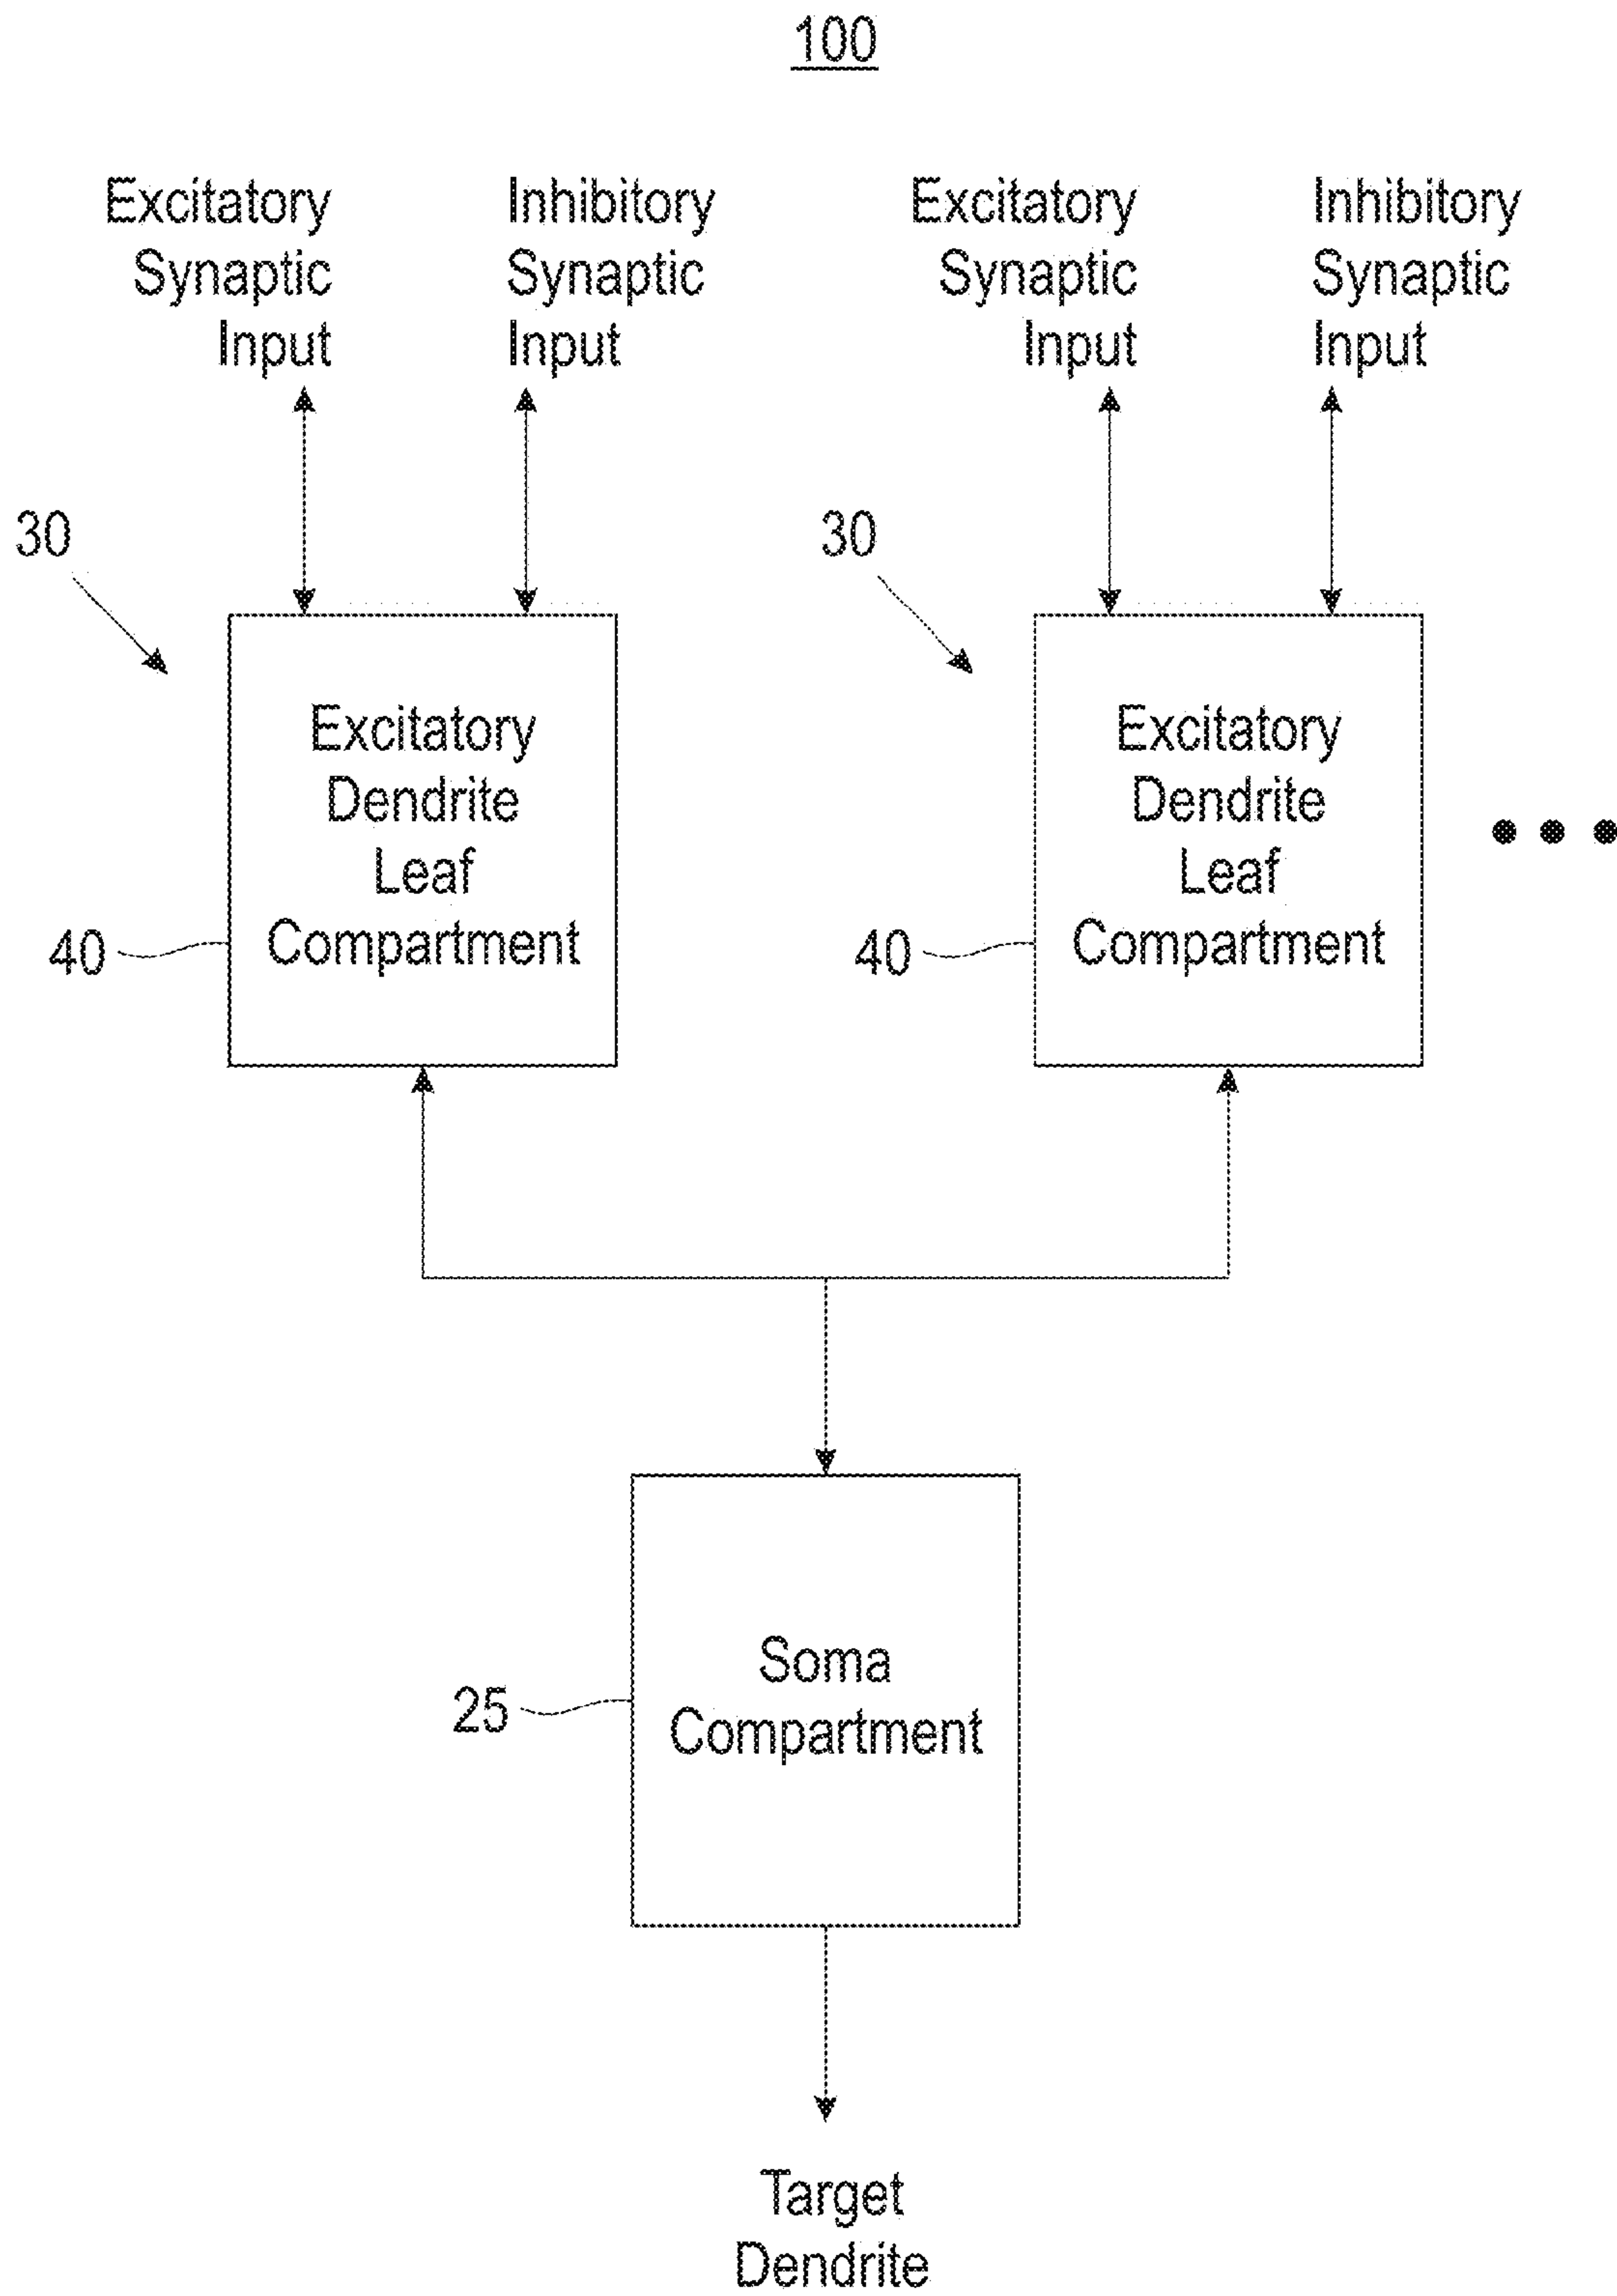 100
Excitatory
Synaptic
Input
Inhibitory
Synaptic
Input
Excitatory
Synaptic
Input
Inhibitory
Synaptic
Input
30
30
Excitatory
Dendrite
Leaf
Compartment
40
Excitatory
Dendrite
Leaf
Compartment
40
Soma
Compartment
25
Target
Dendrite